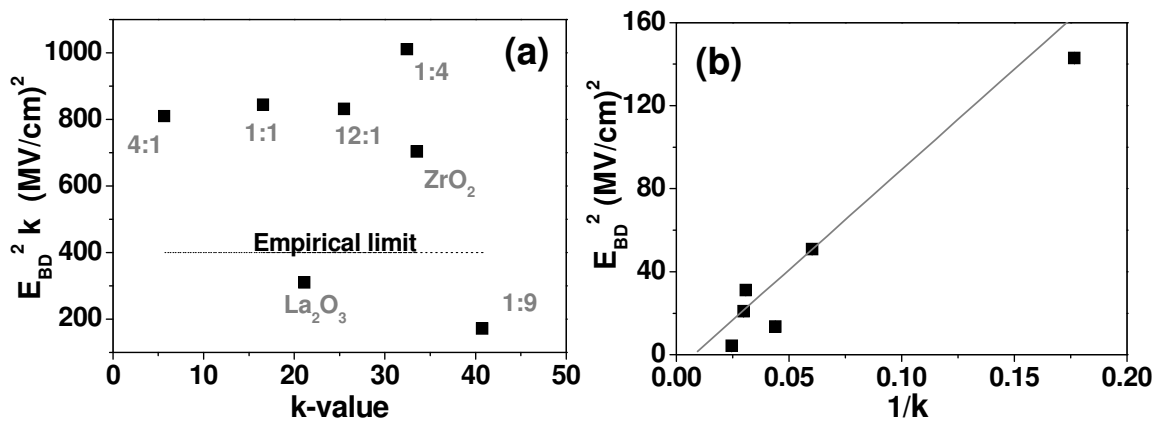 (a)
E_BD^2 k (MV/cm)^2
1000
800
600
400
200
4:1
1:1
12:1
1:4
ZrO2
Empirical limit
La2O3
1:9
0
10
20
30
40
50
k-value
(b)
E_BD^2 (MV/cm)^2
160
120
80
40
0
0.00
0.05
0.10
0.15
0.20
1/k